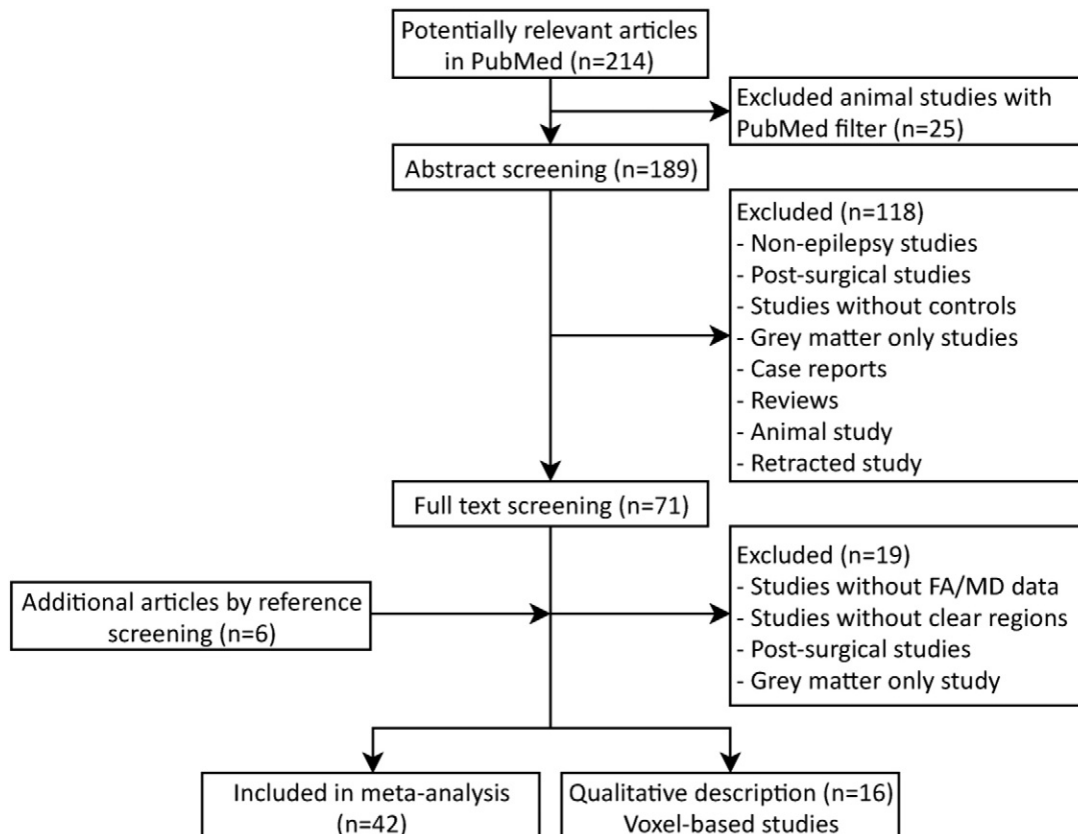 Potentially relevant articles
in PubMed (n=214)
Excluded animal studies with
PubMed filter (n=25)
Abstract screening (n=189)
Excluded (n=118)
- Non-epilepsy studies
- Post-surgical studies
- Studies without controls
- Grey matter only studies
- Case reports
- Reviews
- Animal study
- Retracted study
Full text screening (n=71)
Excluded (n=19)
- Studies without FA/MD data
- Studies without clear regions
- Post-surgical studies
- Grey matter only study
Additional articles by reference
screening (n=6)
Included in meta-analysis
(n=42)
Qualitative description (n=16)
Voxel-based studies